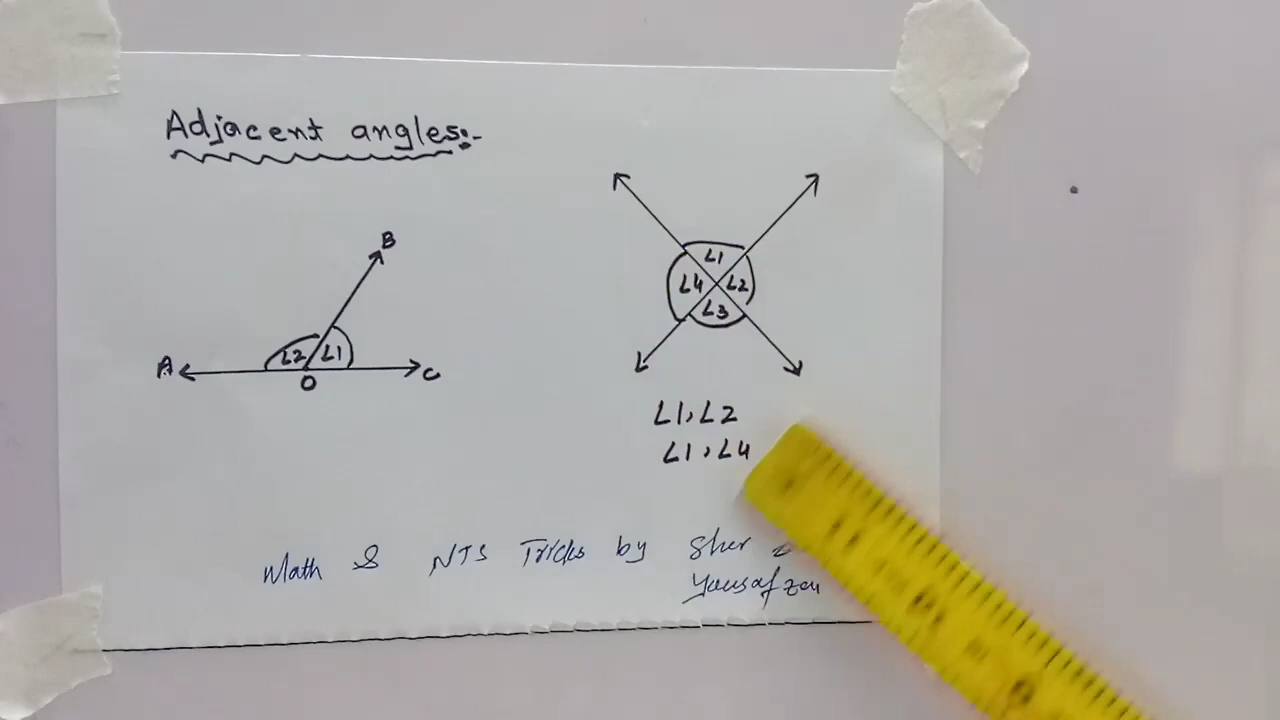 Adjacent angles:-
B
A
C
O
∠2 ∠1
∠1
∠4 ∠2
∠3
∠1, ∠2
∠1, ∠4
Math & NTS Tricks by Sher
Yousafzai